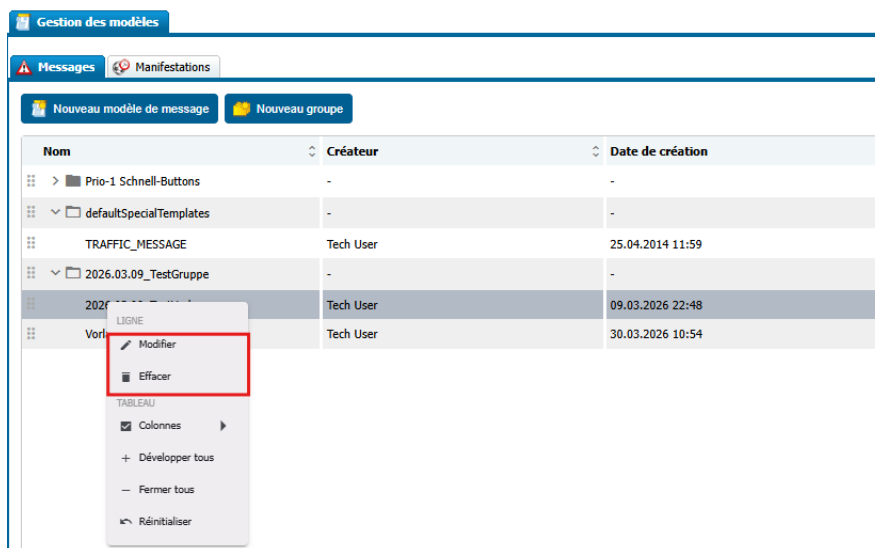 Gestion des modèles
Messages Manifestations
Nouveau modèle de message Nouveau groupe
Nom Créateur Date de création
Prio-1 Schnell-Buttons - -
defaultSpecialTemplates - -
TRAFFIC_MESSAGE Tech User 25.04.2014 11:59
2026.03.09_TestGruppe - -
Tech User 09.03.2026 22:48
Tech User 30.03.2026 10:54
LIGNE
Modifier
Effacer
TABLEAU
Colonnes
Développer tous
Fermer tous
Réinitialiser